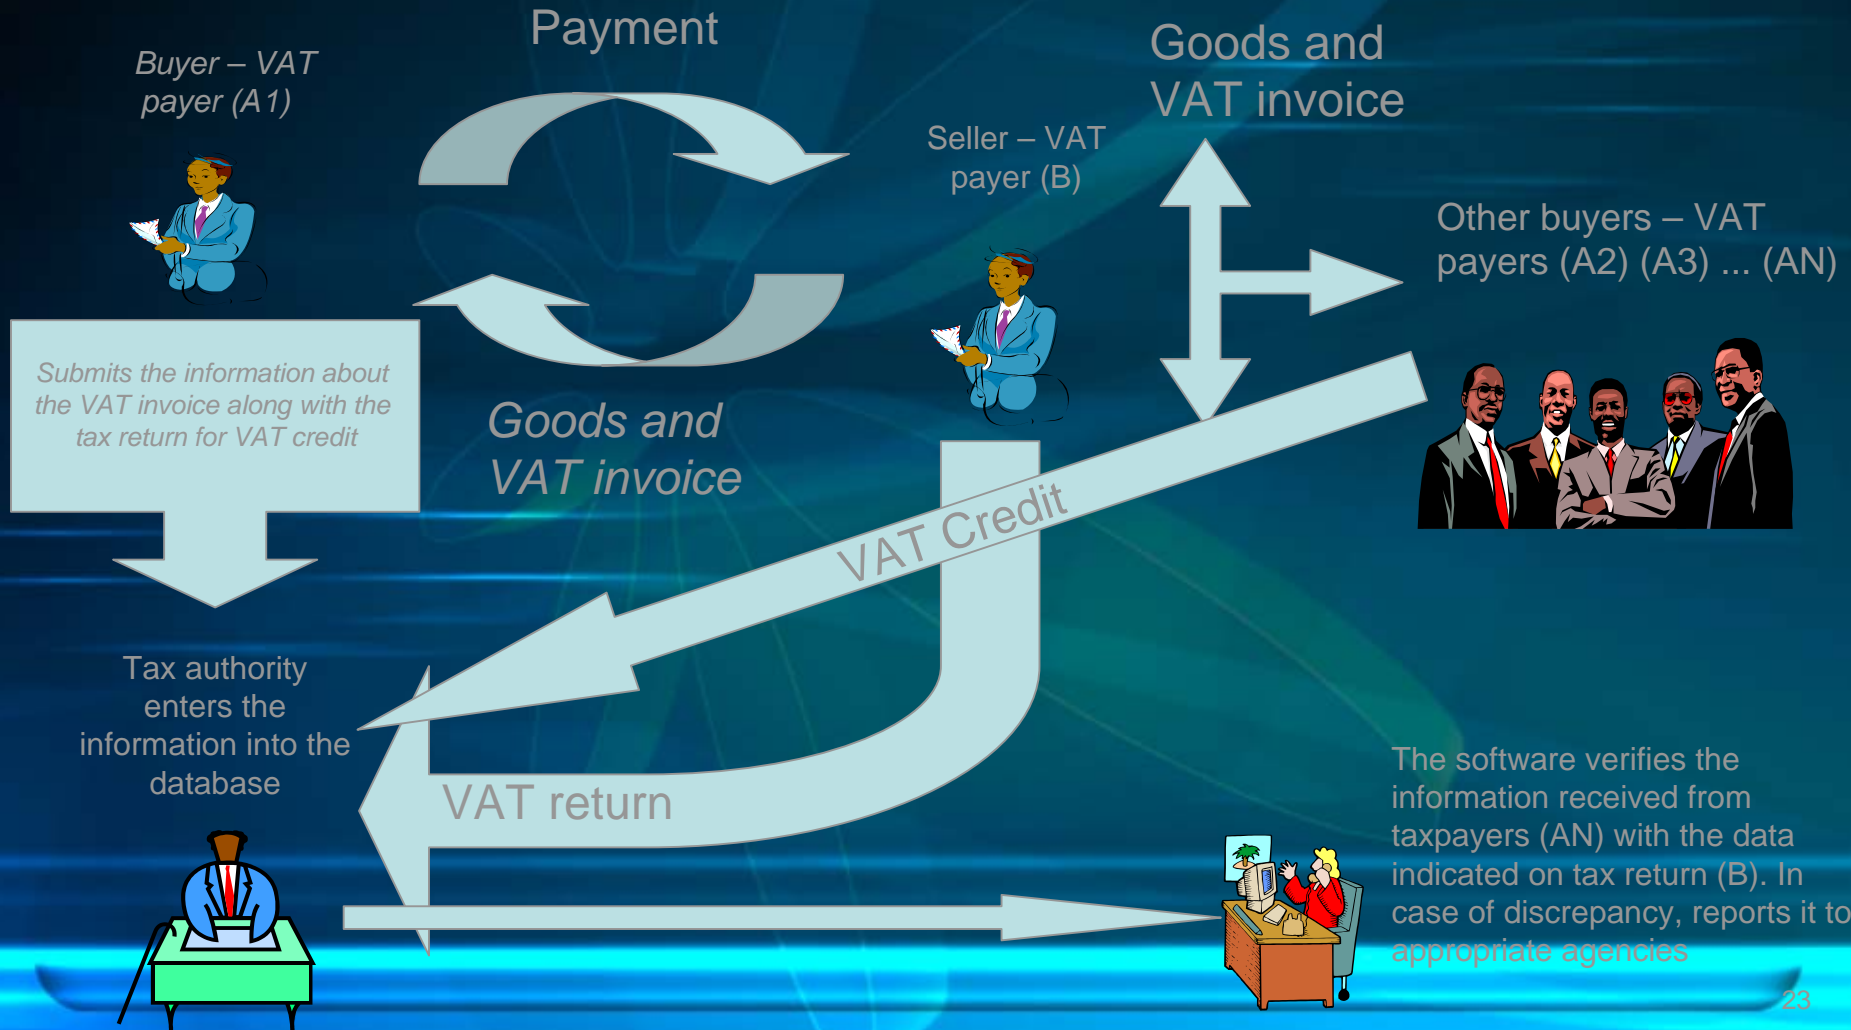 Payment
Buyer – VAT
payer (A1)
Goods and
VAT invoice
Seller – VAT
payer (B)
Other buyers – VAT
payers (A2) (A3) ... (AN)
Submits the information about
the VAT invoice along with the
tax return for VAT credit
Goods and
VAT invoice
VAT Credit
Tax authority
enters the
information into the
database
VAT return
The software verifies the
information received from
taxpayers (AN) with the data
indicated on tax return (B). In
case of discrepancy, reports it to
appropriate agencies
23